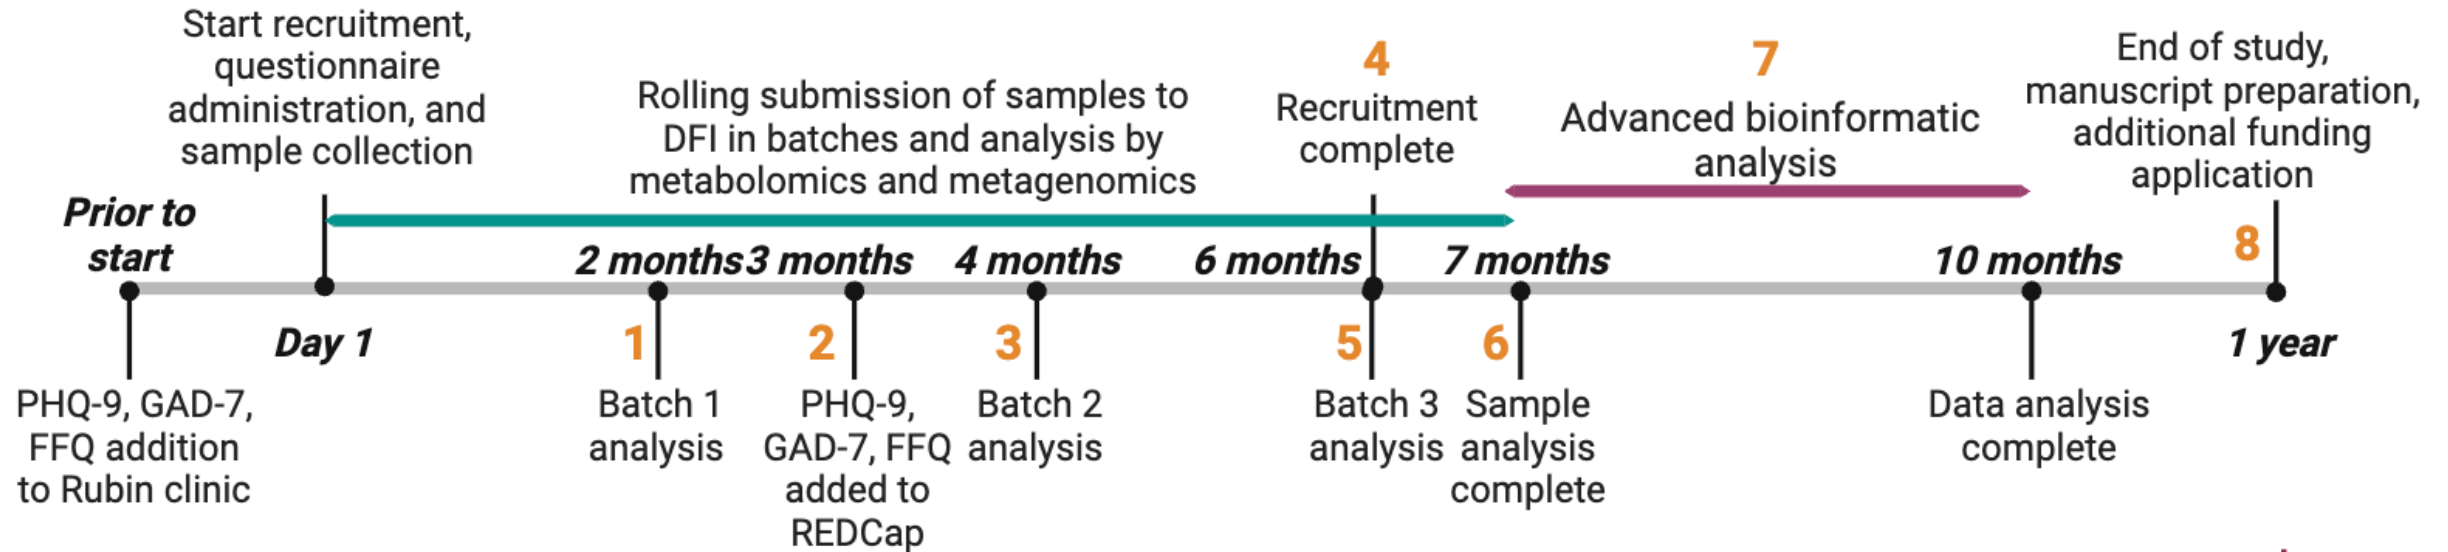 Start recruitment,
questionnaire
administration, and
sample collection
Rolling submission of samples to
DFI in batches and analysis by
metabolomics and metagenomics
4
Recruitment
complete
7
Advanced bioinformatic
analysis
End of study,
manuscript preparation,
additional funding
application
8
Prior to
start
2 months
3 months
4 months
6 months
7 months
10 months
Day 1
1
2
3
5
6
1 year
PHQ-9, GAD-7,
FFQ addition
to Rubin clinic
Batch 1
analysis
PHQ-9,
GAD-7, FFQ
added to
REDCap
Batch 2
analysis
Batch 3
analysis
Sample
analysis
complete
Data analysis
complete